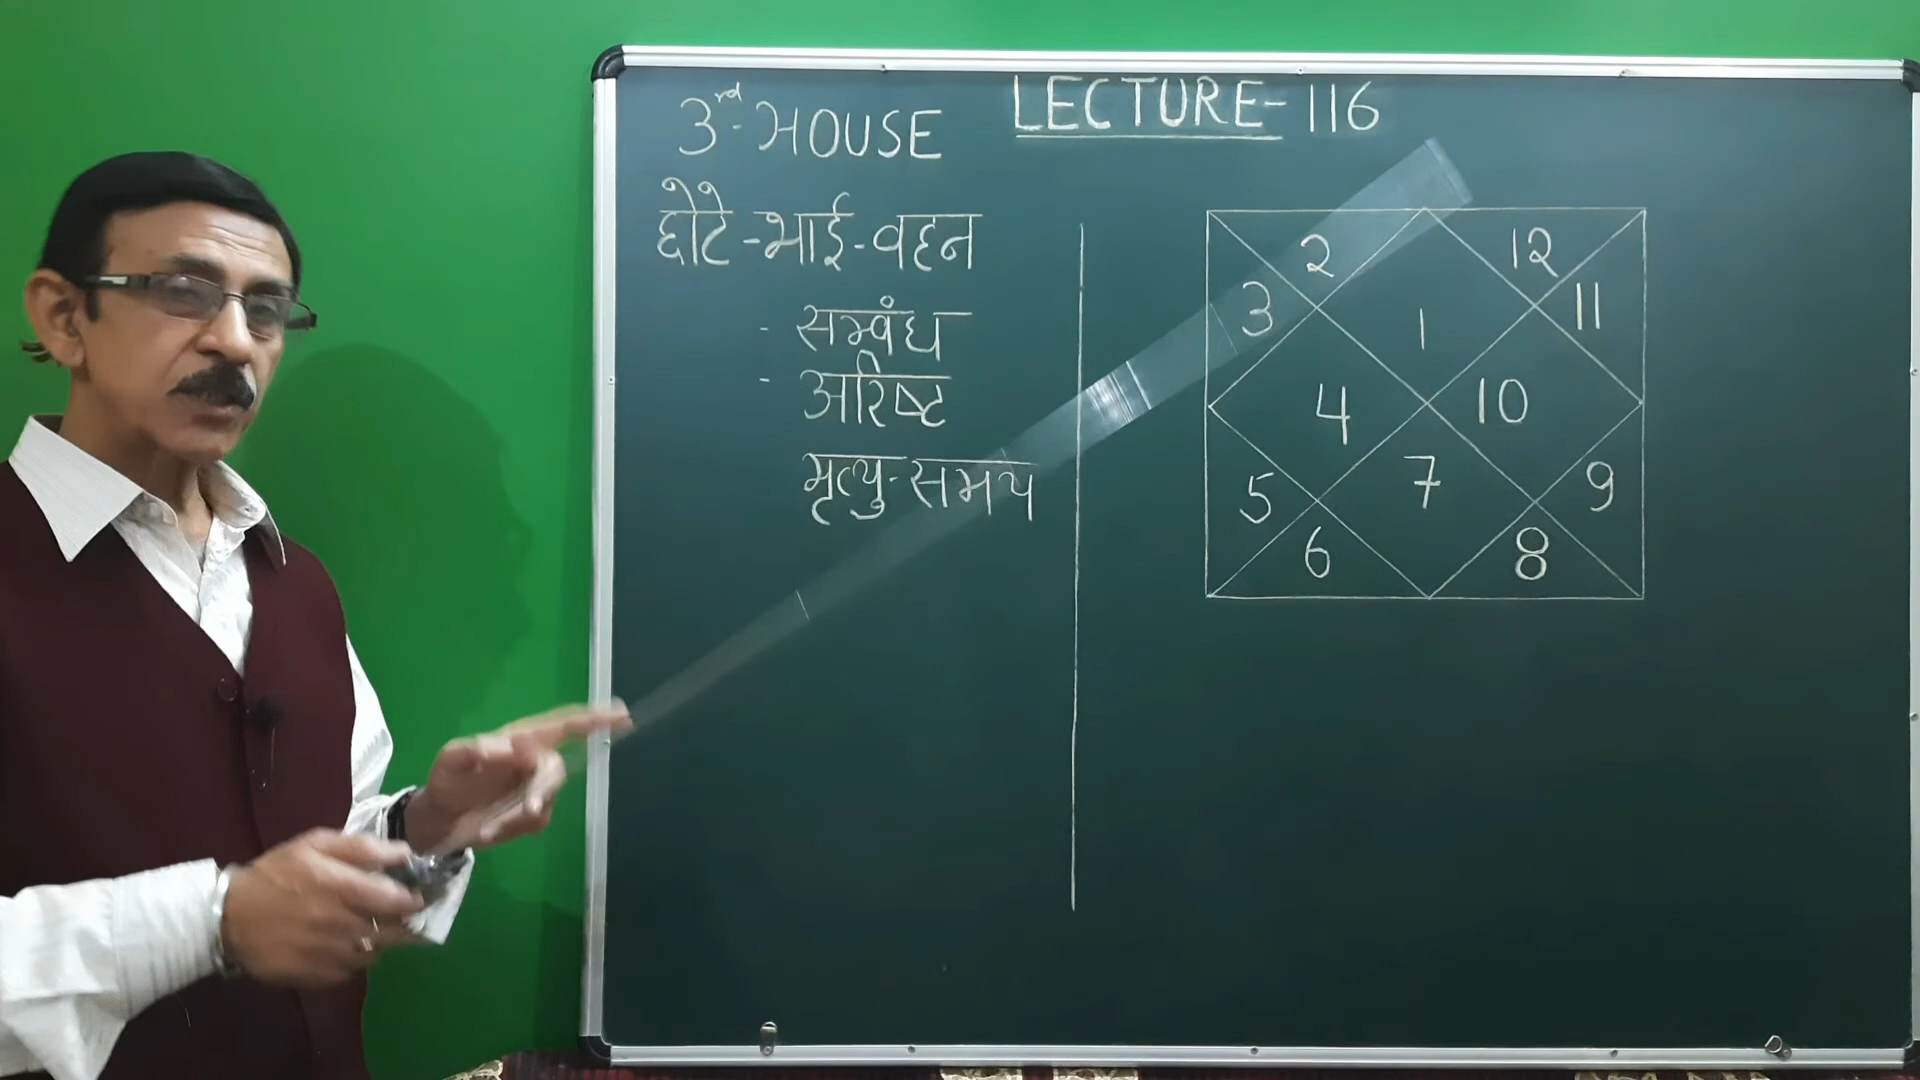 LECTURE-116
3rd-HOUSE
छोटे-भाई-वहन
- सम्वंध
- अरिष्ट
मृत्यु-समय
2 12
3 1 11
4 10
5 7 9
6 8